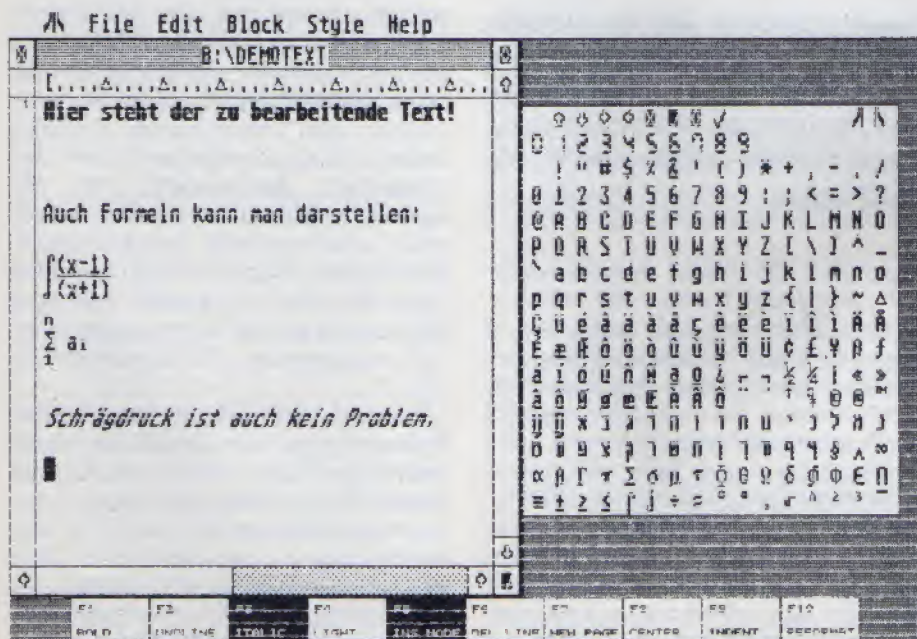 File Edit Block Style Help
B:\DEMOTEXT
Hier steht der zu bearbeitende Text!
Auch Formeln kann man darstellen:
∫(x-1)
(x+1)
n
Σ ai
1
Schrägdruck ist auch kein Problem.
0 1 2 3 4 5 6 7 8 9
! " # $ % & ' ( ) * + , - . /
0 1 2 3 4 5 6 7 8 9 : ; < = > ?
@ A B C D E F G H I J K L M N O
P Q R S T U V W X Y Z [ \ ] ^ _
` a b c d e f g h i j k l m n o
p q r s t u v w x y z { | } ~ Δ
F1 F2 F3 F4 F5 F6 F7 F8 F9 F10
BOLD UNDLINE ITALIC LIGHT INS MODE DEL LINE NEW PAGE CENTER INDENT REFORMAT